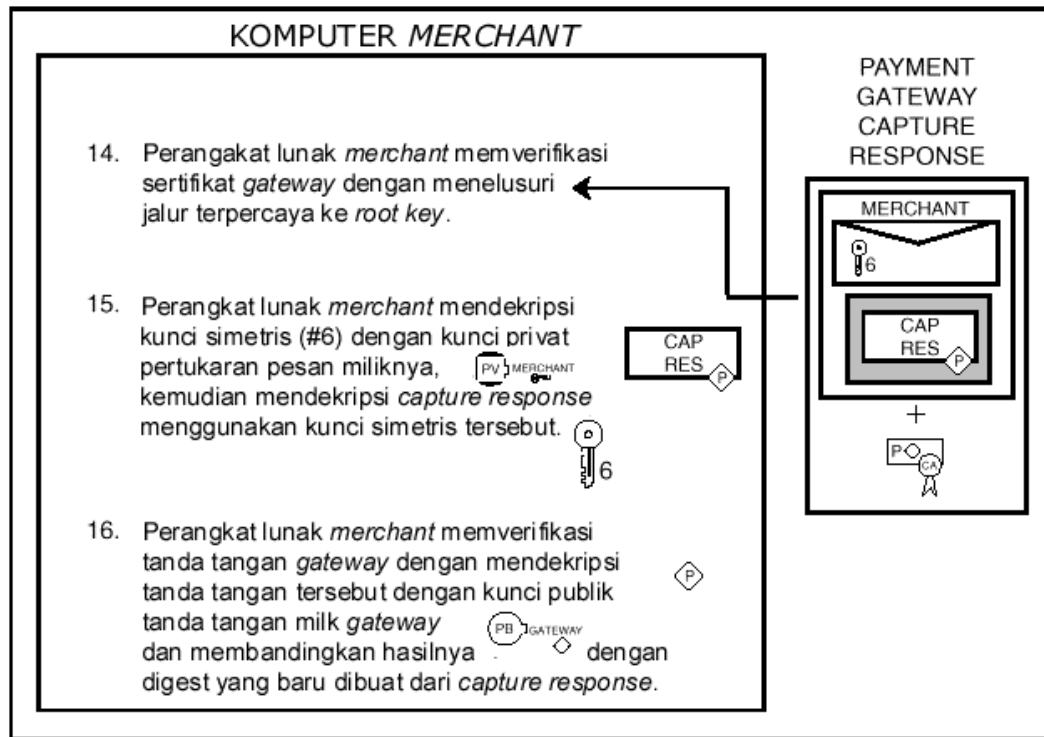 KOMPUTER MERCHANT
14. Perangakat lunak merchant memverifikasi
sertifikat gateway dengan menelusuri
jalur terpercaya ke root key.
15. Perangkat lunak merchant mendekripsi
kunci simetris (#6) dengan kunci privat
pertukaran pesan miliknya, PV MERCHANT
kemudian mendekripsi capture response
menggunakan kunci simetris tersebut.
6
CAP
RES
P
16. Perangkat lunak merchant memverifikasi
tanda tangan gateway dengan mendekripsi
P
tanda tangan tersebut dengan kunci publik
tanda tangan milk gateway PB GATEWAY
dan membandingkan hasilnya dengan
digest yang baru dibuat dari capture response.
PAYMENT
GATEWAY
CAPTURE
RESPONSE
MERCHANT
6
CAP
RES
P
+
P
CA